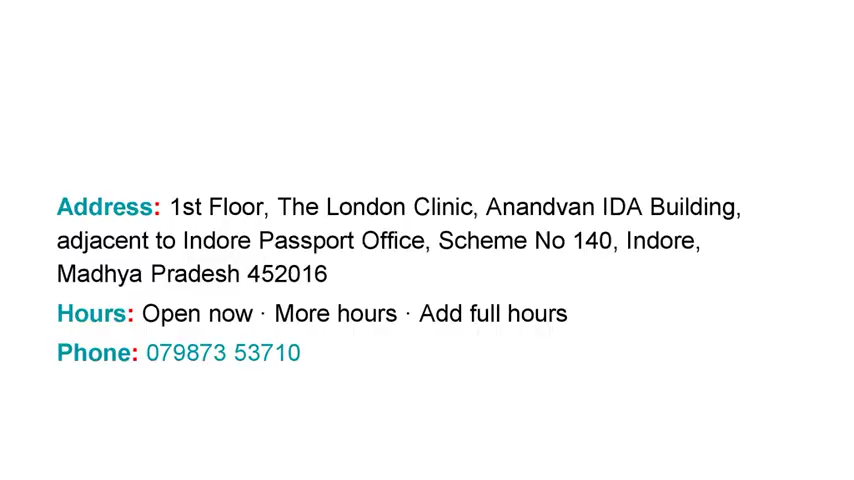 Address: 1st Floor, The London Clinic, Anandvan IDA Building,
adjacent to Indore Passport Office, Scheme No 140, Indore,
Madhya Pradesh 452016
Hours: Open now · More hours · Add full hours
Phone: 079873 53710